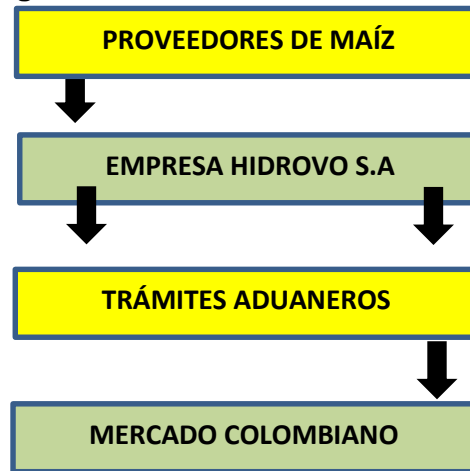 PROVEEDORES DE MAÍZ
EMPRESA HIDROVO S.A
TRÁMITES ADUANEROS
MERCADO COLOMBIANO